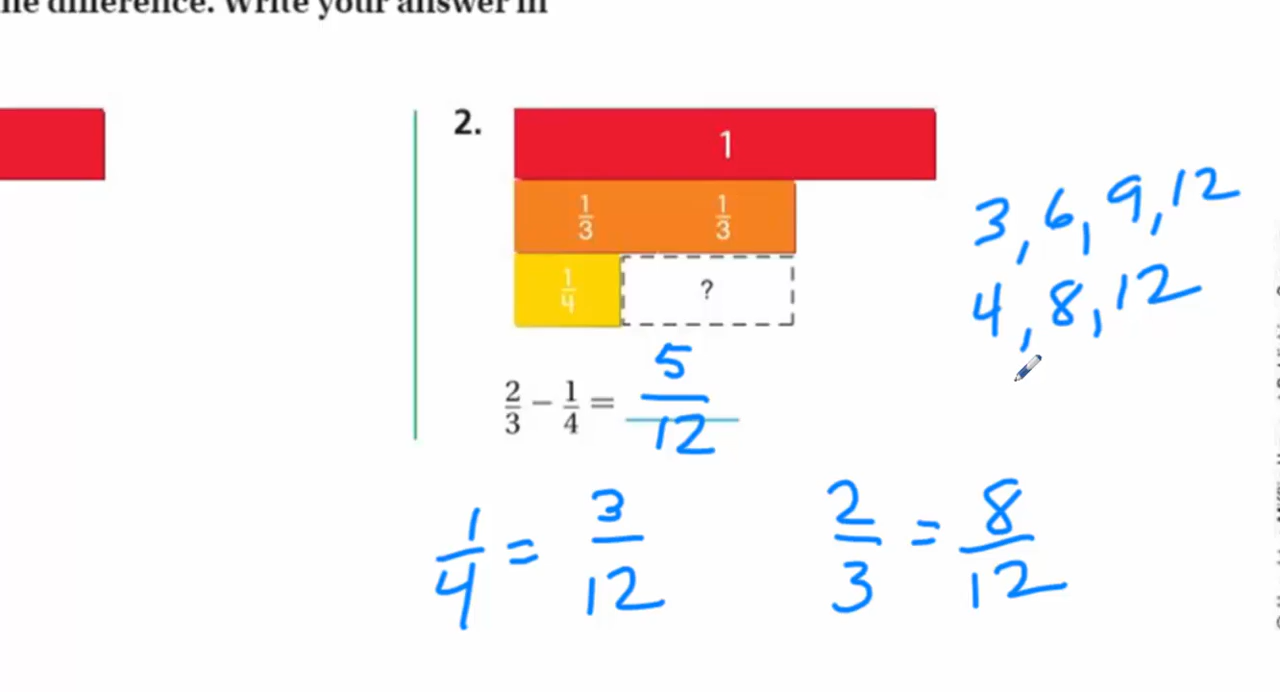 he difference. Write your answer in
2.
1
1/3 1/3
1/4 ?
2/3 − 1/4 = 5/12
3, 6, 9, 12
4, 8, 12
1/4 = 3/12
2/3 = 8/12